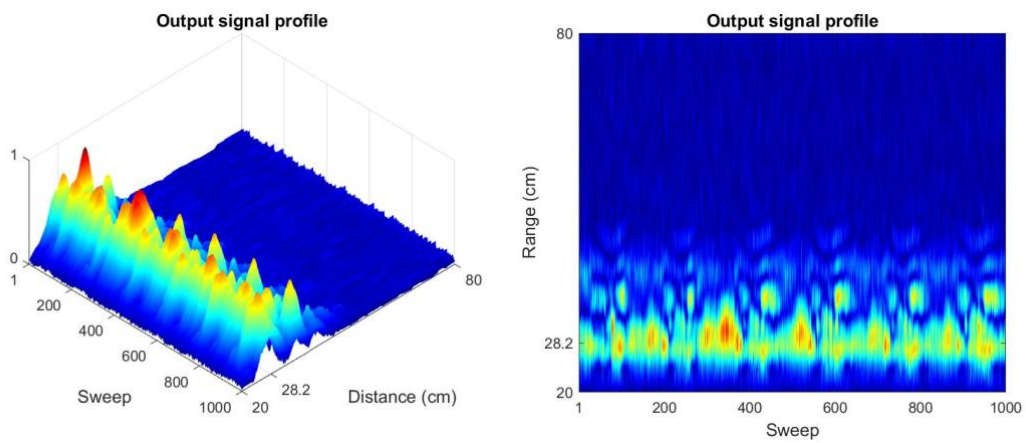 Output signal profile
1
0
1
200
400
600
800
1000
Sweep
20
28.2
80
Distance (cm)
Output signal profile
80
28.2
20
Range (cm)
1 200 400 600 800 1000
Sweep